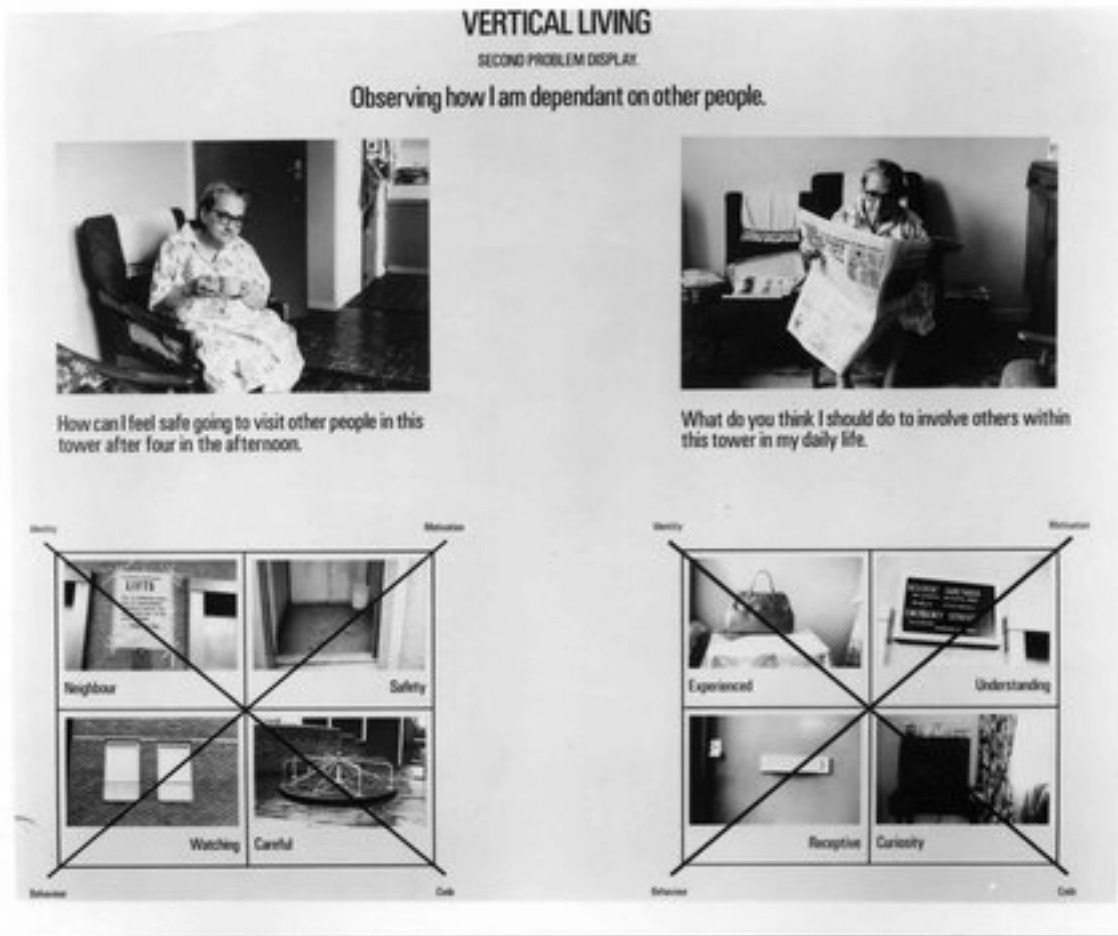 VERTICAL LIVING
SECOND PROBLEM DISPLAY.
Observing how I am dependant on other people.
How can I feel safe going to visit other people in this
tower after four in the afternoon.
What do you think I should do to involve others within
this tower in my daily life.
Identity
Motivation
LIFTS
Neighbour
Safety
Watching
Careful
Behaviour
Code
Identity
Motivation
Experienced
Understanding
Receptive
Curiosity
Behaviour
Code